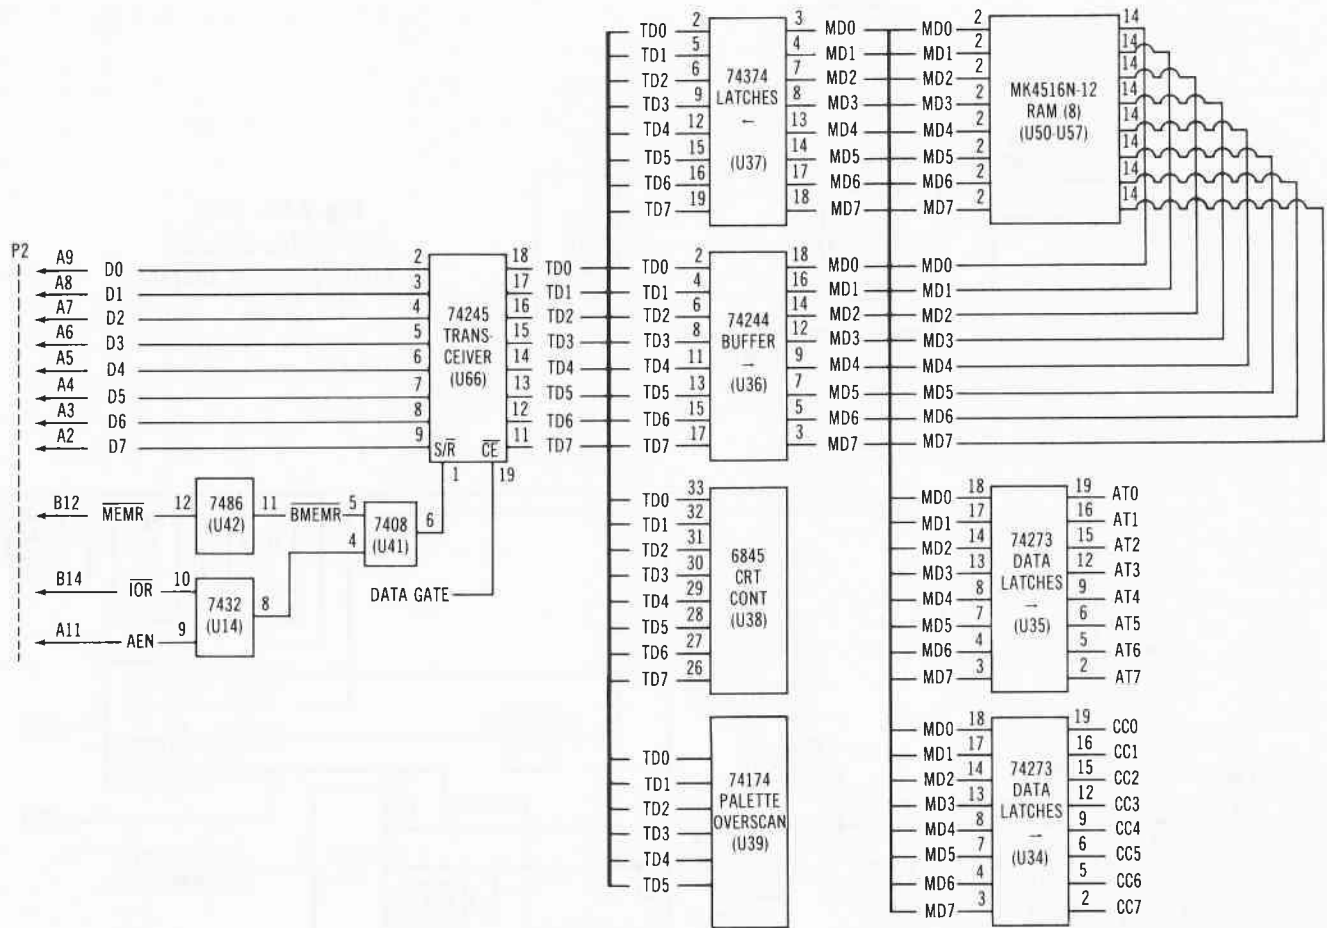 TD0 2 3 MD0 MD0 2 14
TD1 5 4 MD1 MD1 2 14
TD2 6 7 MD2 MD2 2 14
TD3 9 8 MD3 MD3 2 14
TD4 12 13 MD4 MD4 2 14
TD5 15 14 MD5 MD5 2 14
TD6 16 17 MD6 MD6 2 14
TD7 19 18 MD7 MD7 2 14
74374
LATCHES
←
(U37)
MK4516N-12
RAM (8)
(U50-U57)
P2
A9 D0 2 18 TD0 TD0 2 18 MD0 MD0
A8 D1 3 17 TD1 TD1 4 16 MD1 MD1
A7 D2 4 16 TD2 TD2 6 14 MD2 MD2
A6 D3 5 15 TD3 TD3 8 12 MD3 MD3
A5 D4 6 14 TD4 TD4 11 9 MD4 MD4
A4 D5 7 13 TD5 TD5 13 7 MD5 MD5
A3 D6 8 12 TD6 TD6 15 5 MD6 MD6
A2 D7 9 11 TD7 TD7 17 3 MD7 MD7
74245
TRANS-
CEIVER
(U66)
S/R̅ C̅E̅
1 19
74244
BUFFER
→
(U36)
B12 M̅E̅M̅R̅ 12 7486 11 B̅M̅E̅M̅R̅ 5 7408 6
(U42) 4 (U41)
B14 I̅O̅R̅ 10 7432 8 DATA GATE
A11 AEN 9 (U14)
TD0 33
TD1 32
TD2 31
TD3 30
TD4 29
TD5 28
TD6 27
TD7 26
6845
CRT
CONT
(U38)
MD0 18 19 AT0
MD1 17 16 AT1
MD2 14 15 AT2
MD3 13 12 AT3
MD4 8 9 AT4
MD5 7 6 AT5
MD6 4 5 AT6
MD7 3 2 AT7
74273
DATA
LATCHES
→
(U35)
TD0
TD1
TD2
TD3
TD4
TD5
74174
PALETTE
OVERSCAN
(U39)
MD0 18 19 CC0
MD1 17 16 CC1
MD2 14 15 CC2
MD3 13 12 CC3
MD4 8 9 CC4
MD5 7 6 CC5
MD6 4 5 CC6
MD7 3 2 CC7
74273
DATA
LATCHES
→
(U34)